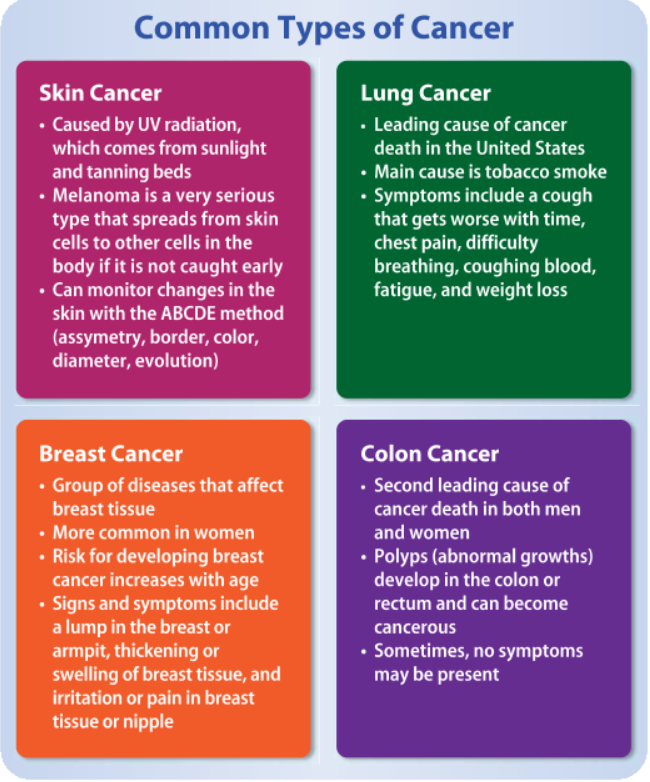 Common Types of Cancer
Skin Cancer
• Caused by UV radiation,
which comes from sunlight
and tanning beds
• Melanoma is a very serious
type that spreads from skin
cells to other cells in the
body if it is not caught early
• Can monitor changes in the
skin with the ABCDE method
(assymetry, border, color,
diameter, evolution)
Lung Cancer
• Leading cause of cancer
death in the United States
• Main cause is tobacco smoke
• Symptoms include a cough
that gets worse with time,
chest pain, difficulty
breathing, coughing blood,
fatigue, and weight loss
Breast Cancer
• Group of diseases that affect
breast tissue
• More common in women
• Risk for developing breast
cancer increases with age
• Signs and symptoms include
a lump in the breast or
armpit, thickening or
swelling of breast tissue, and
irritation or pain in breast
tissue or nipple
Colon Cancer
• Second leading cause of
cancer death in both men
and women
• Polyps (abnormal growths)
develop in the colon or
rectum and can become
cancerous
• Sometimes, no symptoms
may be present